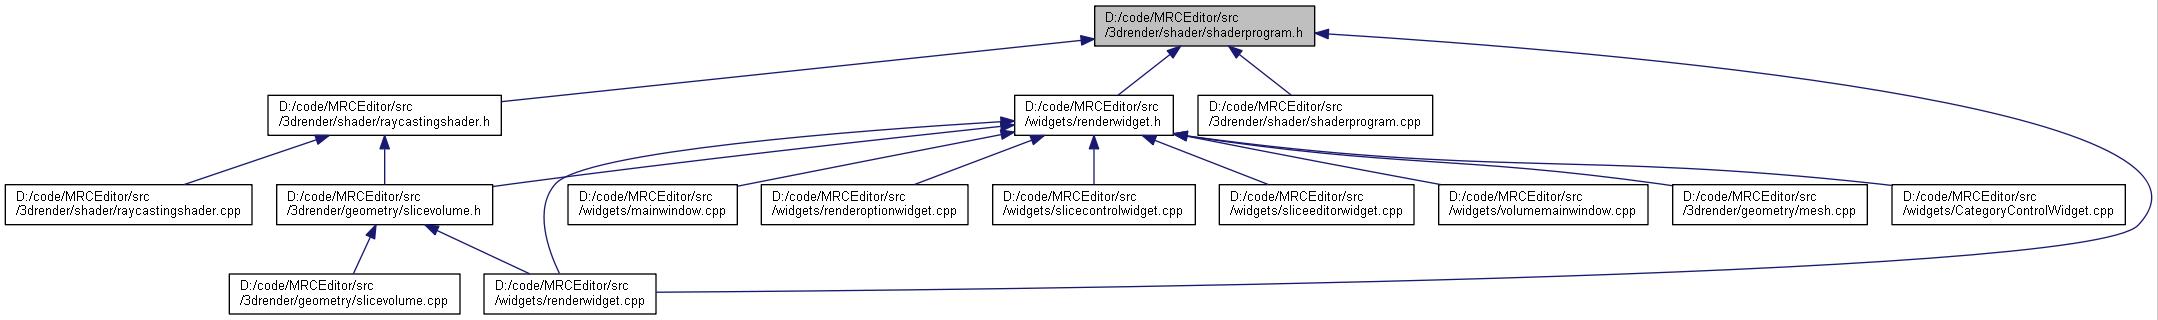 D:/code/MRCEditor/src
/3drender/shader/shaderprogram.h
D:/code/MRCEditor/src
/3drender/shader/raycastingshader.h
D:/code/MRCEditor/src
/widgets/renderwidget.h
D:/code/MRCEditor/src
/3drender/shader/shaderprogram.cpp
D:/code/MRCEditor/src
/3drender/shader/raycastingshader.cpp
D:/code/MRCEditor/src
/3drender/geometry/slicevolume.h
D:/code/MRCEditor/src
/widgets/mainwindow.cpp
D:/code/MRCEditor/src
/widgets/renderoptionwidget.cpp
D:/code/MRCEditor/src
/widgets/slicecontrolwidget.cpp
D:/code/MRCEditor/src
/widgets/sliceeditorwidget.cpp
D:/code/MRCEditor/src
/widgets/volumemainwindow.cpp
D:/code/MRCEditor/src
/3drender/geometry/mesh.cpp
D:/code/MRCEditor/src
/widgets/CategoryControlWidget.cpp
D:/code/MRCEditor/src
/3drender/geometry/slicevolume.cpp
D:/code/MRCEditor/src
/widgets/renderwidget.cpp